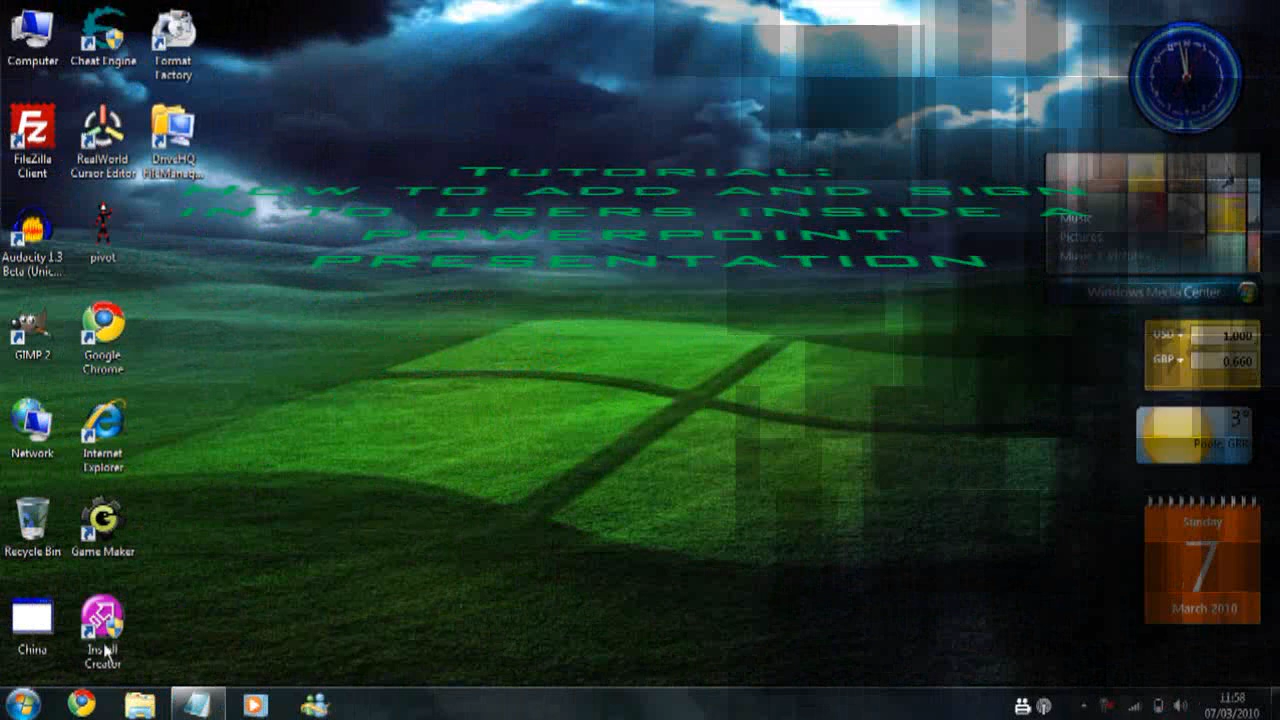 Computer
Cheat Engine
Format
Factory
FileZilla
Client
RealWorld
Cursor Editor
DriveHQ
Audacity 1.3
Beta (Unic...
pivot
GIMP 2
Google
Chrome
Network
Internet
Explorer
Recycle Bin
Game Maker
China
Install
Creator
Tutorial:
How to add and sign
in to users inside a
powerpoint
presentation
Music
Pictures
Windows Media Center
USD
1.000
GBP
0.660
3°
Poole, GBR
Sunday
7
March 2010
11:58
07/03/2010